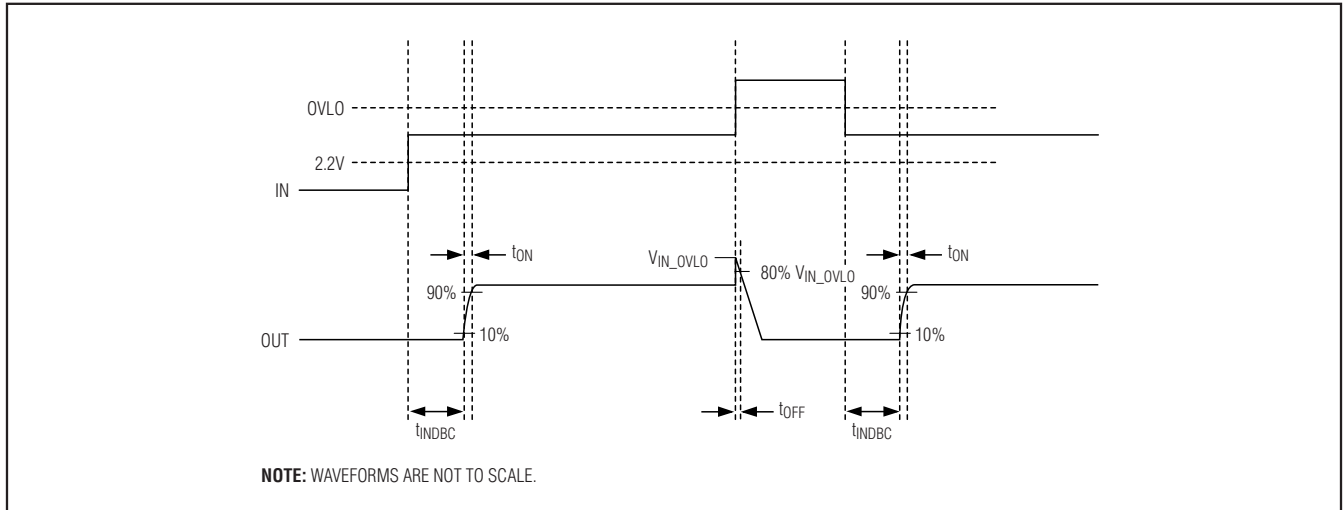 OVLO
2.2V
IN
tON
VIN_OVLO
80% VIN_OVLO
tON
90%
90%
10%
10%
OUT
tOFF
tINDBC
tINDBC
NOTE: WAVEFORMS ARE NOT TO SCALE.